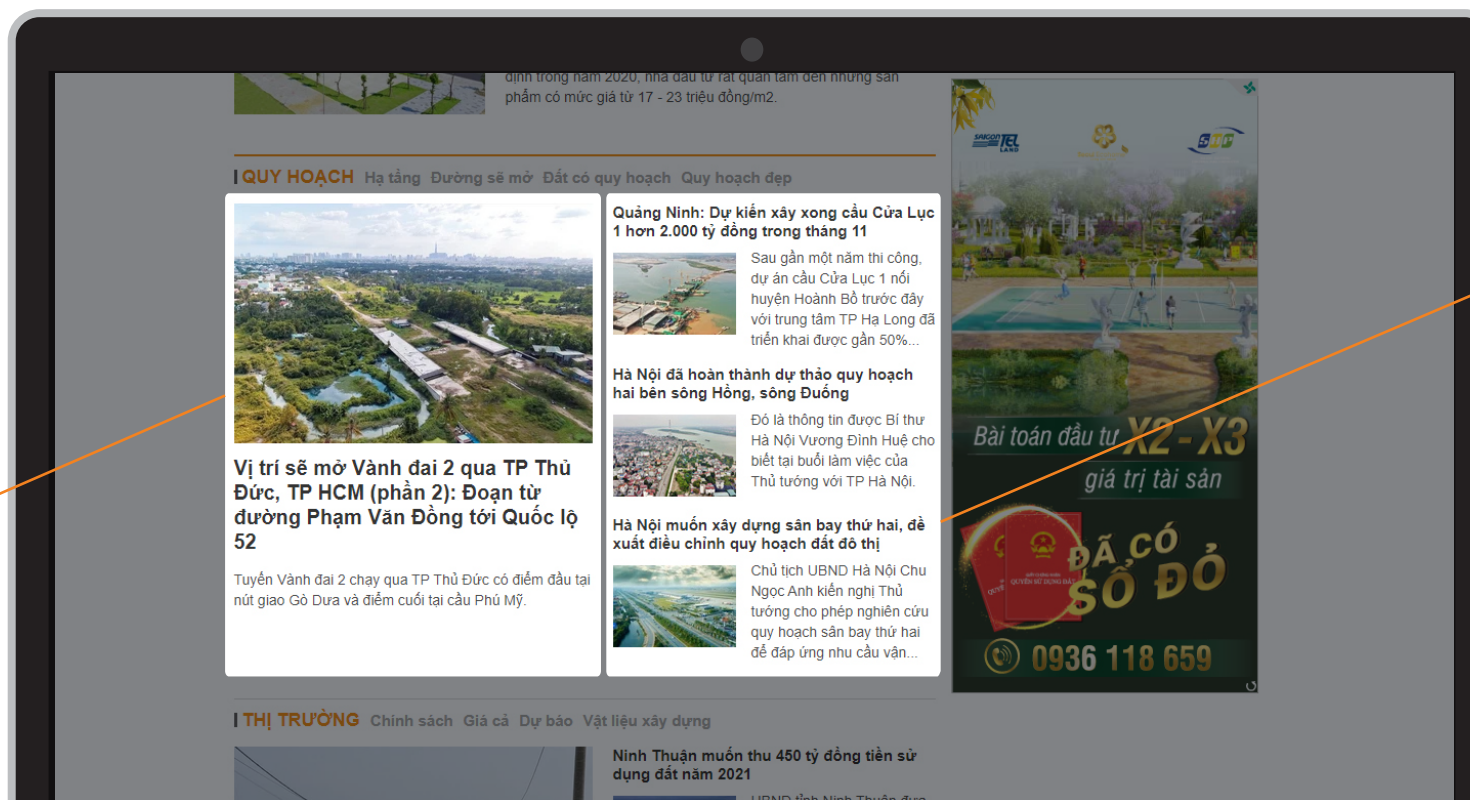 định trong năm 2020, nhà đầu tư rất quan tâm đến những sản
phẩm có mức giá từ 17 - 23 triệu đồng/m2.
QUY HOẠCH Hạ tầng Đường sẽ mở Đất có quy hoạch Quy hoạch đẹp
Vị trí sẽ mở Vành đai 2 qua TP Thủ
Đức, TP HCM (phần 2): Đoạn từ
đường Phạm Văn Đồng tới Quốc lộ
52
Tuyến Vành đai 2 chạy qua TP Thủ Đức có điểm đầu tại
nút giao Gò Dưa và điểm cuối tại cầu Phú Mỹ.
Quảng Ninh: Dự kiến xây xong cầu Cửa Lục
1 hơn 2.000 tỷ đồng trong tháng 11
Sau gần một năm thi công,
dự án cầu Cửa Lục 1 nối
huyện Hoành Bồ trước đây
với trung tâm TP Hạ Long đã
triển khai được gần 50%...
Hà Nội đã hoàn thành dự thảo quy hoạch
hai bên sông Hồng, sông Đuống
Đó là thông tin được Bí thư
Hà Nội Vương Đình Huệ cho
biết tại buổi làm việc của
Thủ tướng với TP Hà Nội.
Hà Nội muốn xây dựng sân bay thứ hai, đề
xuất điều chỉnh quy hoạch đất đô thị
Chủ tịch UBND Hà Nội Chu
Ngọc Anh kiến nghị Thủ
tướng cho phép nghiên cứu
quy hoạch sân bay thứ hai
để đáp ứng nhu cầu vận...
SAIGON TEL
LAND
Bài toán đầu tư X2 - X3
giá trị tài sản
ĐÃ CÓ
SỔ ĐỎ
0936 118 659
THỊ TRƯỜNG Chính sách Giá cả Dự báo Vật liệu xây dựng
Ninh Thuận muốn thu 450 tỷ đồng tiền sử
dụng đất năm 2021
UBND tỉnh Ninh Thuận đưa